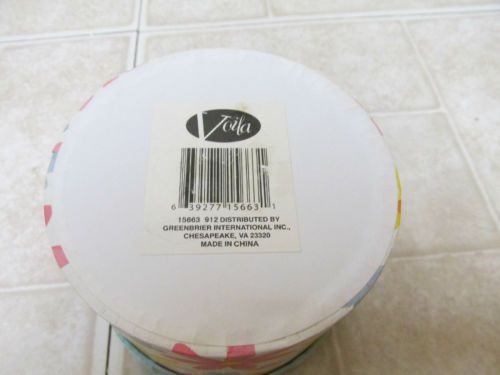 Voila
6 39277 15663 1
15663 912 DISTRIBUTED BY
GREENBRIER INTERNATIONAL INC.,
CHESAPEAKE, VA 23320
MADE IN CHINA